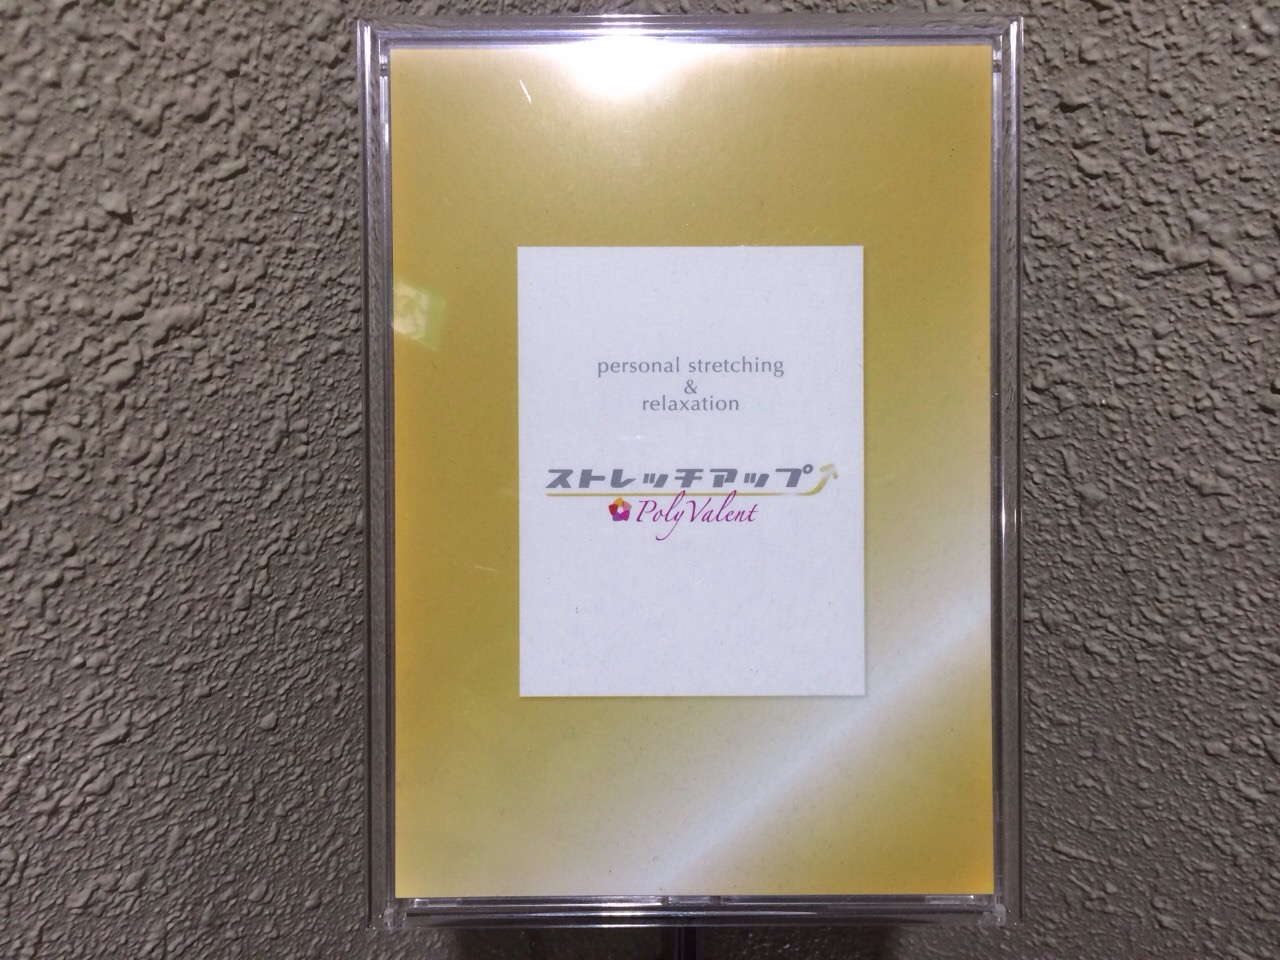 personal stretching
&
relaxation
ストレッチアップ
PolyValent